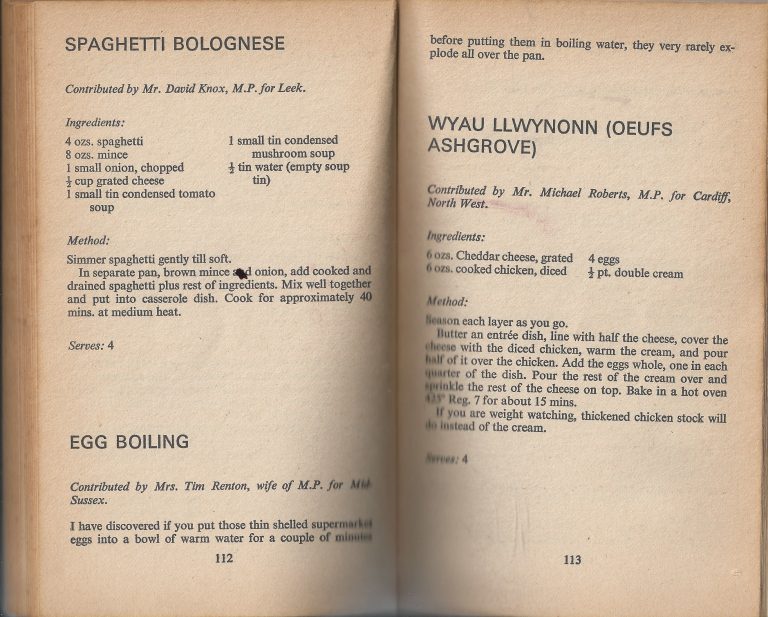 SPAGHETTI BOLOGNESE
Contributed by Mr. David Knox, M.P. for Leek.
Ingredients:
4 ozs. spaghetti
8 ozs. mince
1 small onion, chopped
½ cup grated cheese
1 small tin condensed tomato
soup
1 small tin condensed
mushroom soup
½ tin water (empty soup
tin)
Method:
Simmer spaghetti gently till soft.
In separate pan, brown mince and onion, add cooked and
drained spaghetti plus rest of ingredients. Mix well together
and put into casserole dish. Cook for approximately 40
mins. at medium heat.
Serves: 4
EGG BOILING
Contributed by Mrs. Tim Renton, wife of M.P. for Mid-
Sussex.
I have discovered if you put those thin shelled supermarket
eggs into a bowl of warm water for a couple of minutes
112
before putting them in boiling water, they very rarely ex-
plode all over the pan.
WYAU LLWYNONN (OEUFS
ASHGROVE)
Contributed by Mr. Michael Roberts, M.P. for Cardiff,
North West.
Ingredients:
6 ozs. Cheddar cheese, grated
6 ozs. cooked chicken, diced
4 eggs
½ pt. double cream
Method:
Season each layer as you go.
Butter an entrée dish, line with half the cheese, cover the
cheese with the diced chicken, warm the cream, and pour
half of it over the chicken. Add the eggs whole, one in each
quarter of the dish. Pour the rest of the cream over and
sprinkle the rest of the cheese on top. Bake in a hot oven
425° Reg. 7 for about 15 mins.
If you are weight watching, thickened chicken stock will
do instead of the cream.
Serves: 4
113